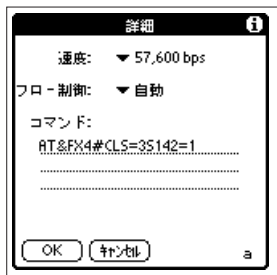 詳細 i
速度: ▼ 57,600 bps
フロー制御: ▼ 自動
コマンド:
AT&FX4#CLS=3S142=1
OK ｷｬﾝｾﾙ a